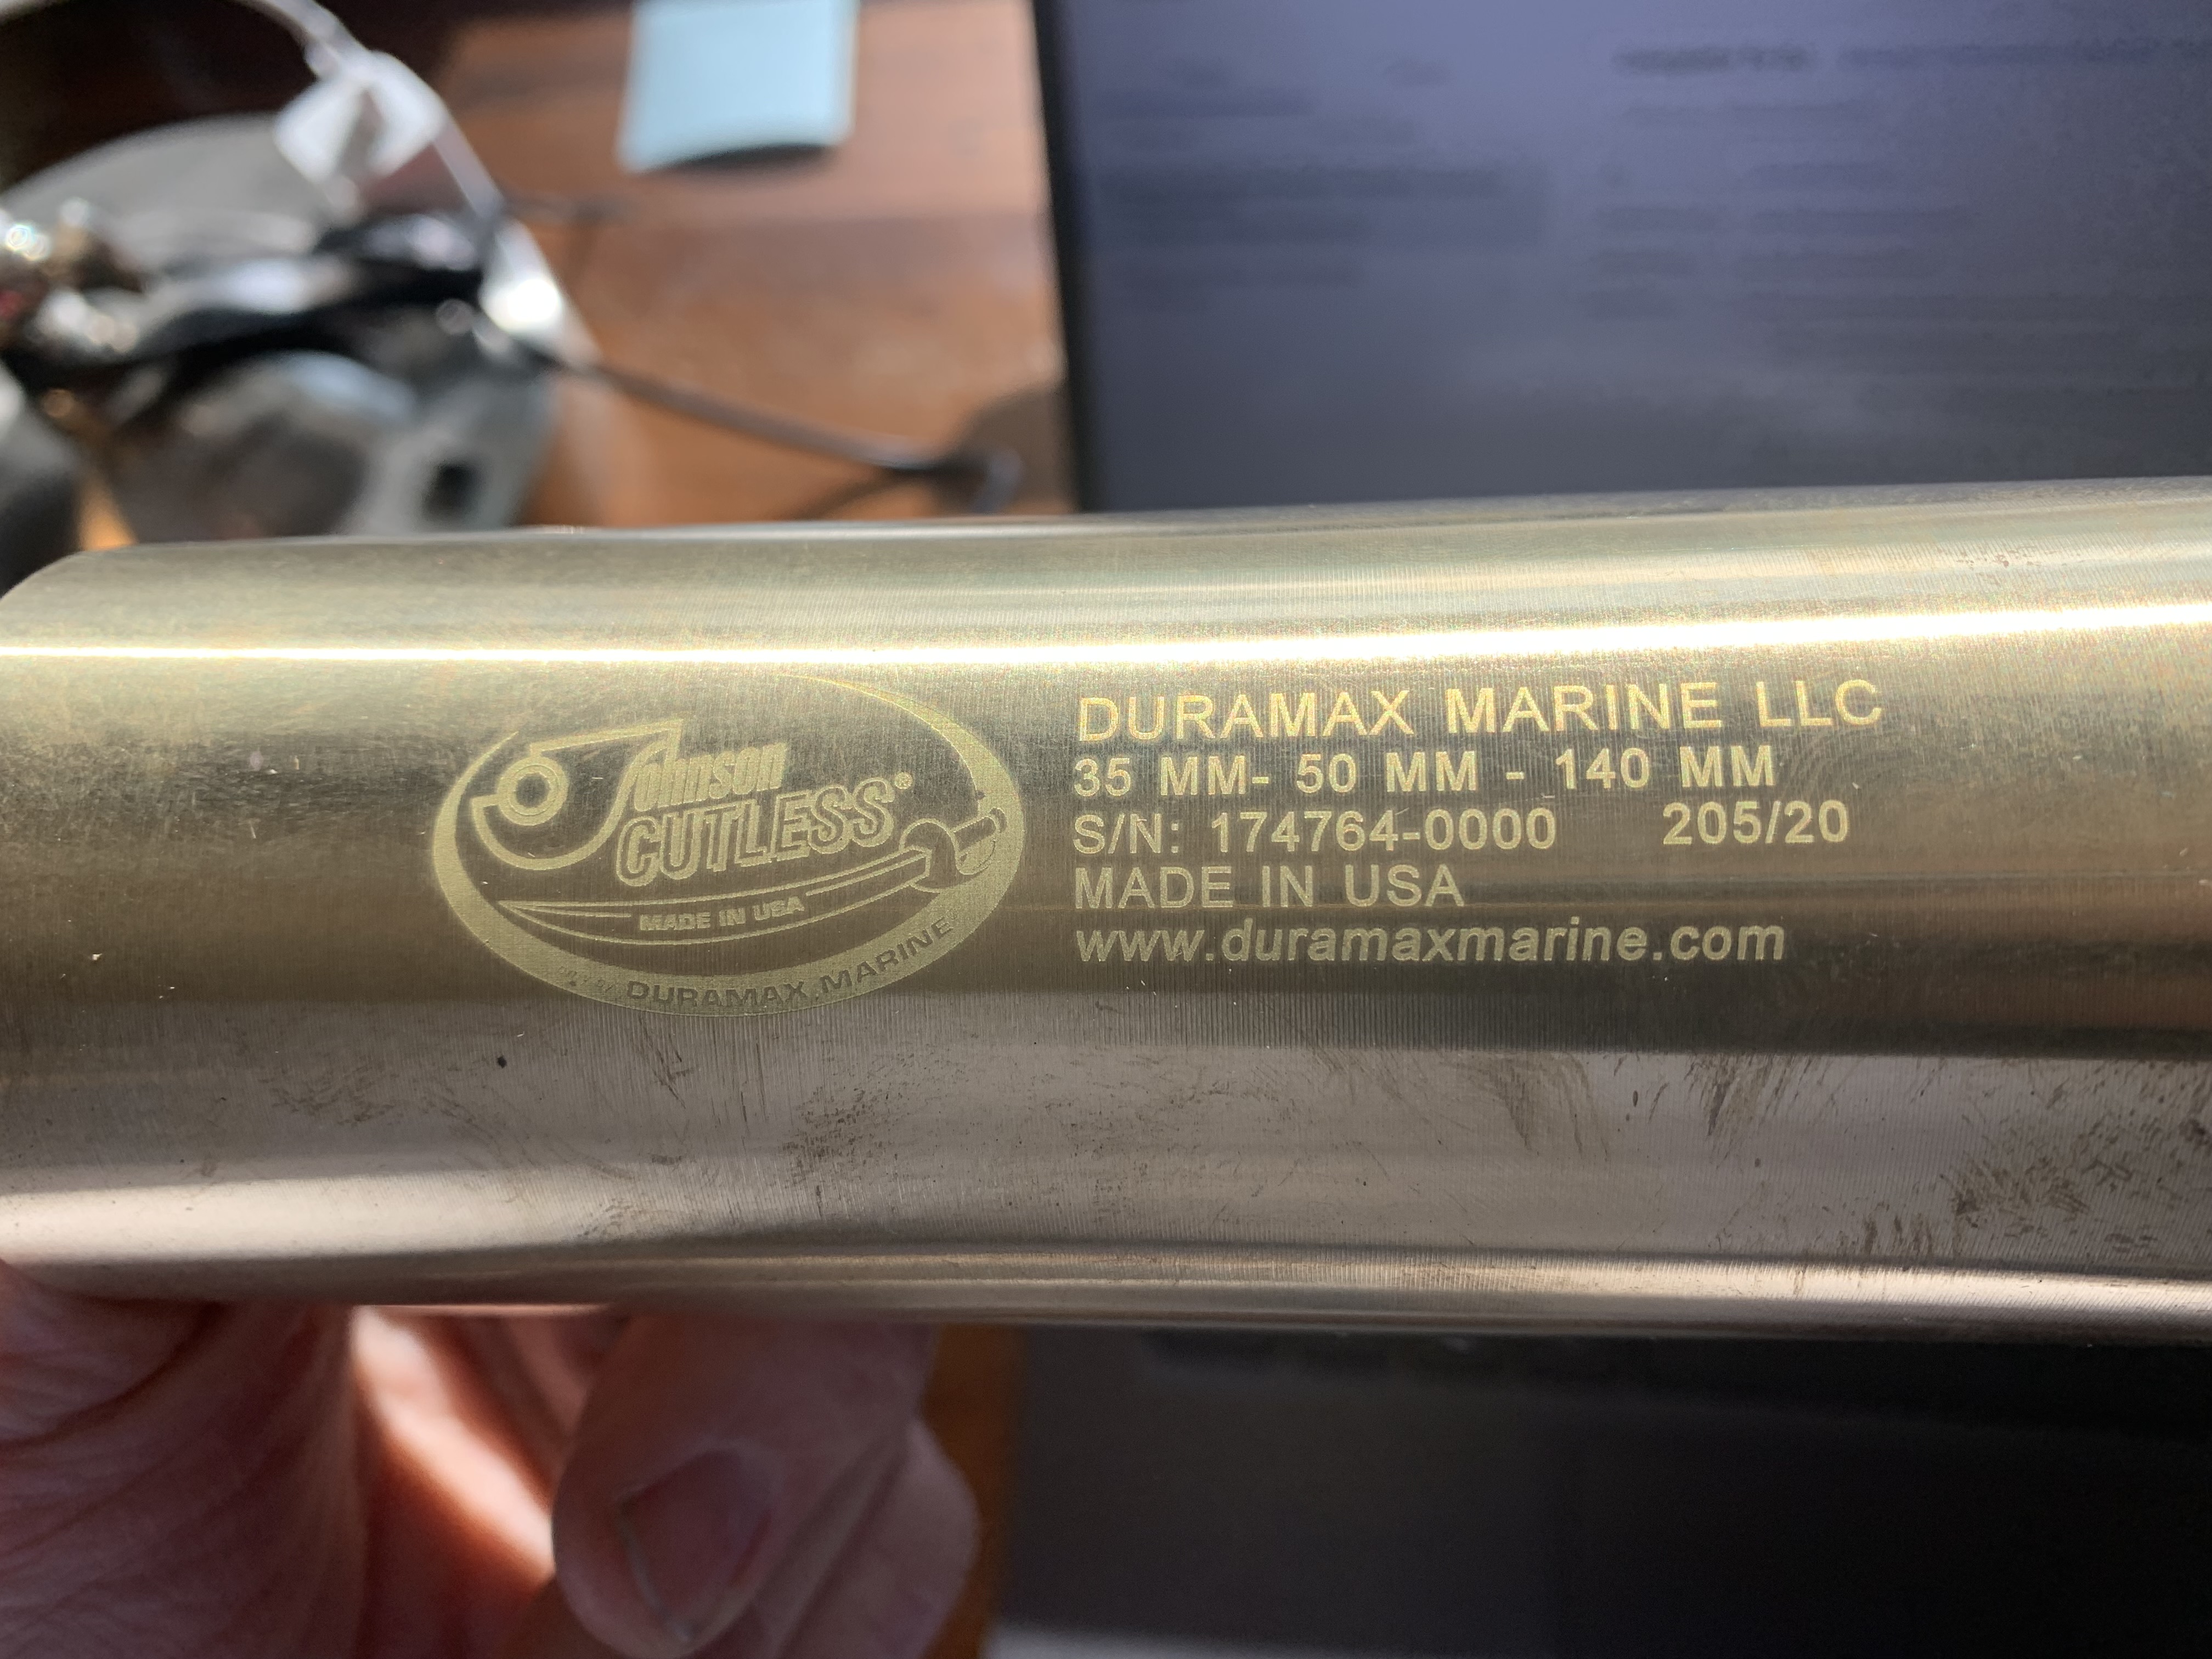 Johnson
CUTLESS®
MADE IN USA
DURAMAX MARINE
DURAMAX MARINE LLC
35 MM- 50 MM - 140 MM
S/N: 174764-0000 205/20
MADE IN USA
www.duramaxmarine.com